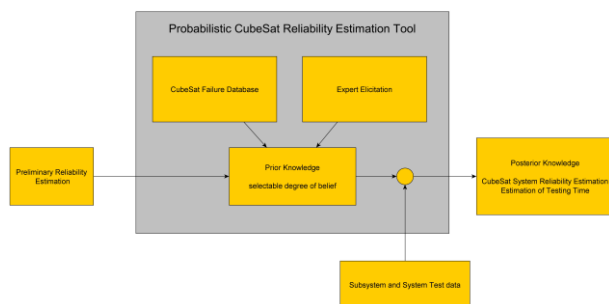 Probabilistic CubeSat Reliability Estimation Tool
CubeSat Failure Database
Expert Elicitation
Preliminary Reliability
Estimation
Prior Knowledge
selectable degree of belief
Posterior Knowledge
CubeSat System Reliability Estimation
Estimation of Testing Time
Subsystem and System Test data